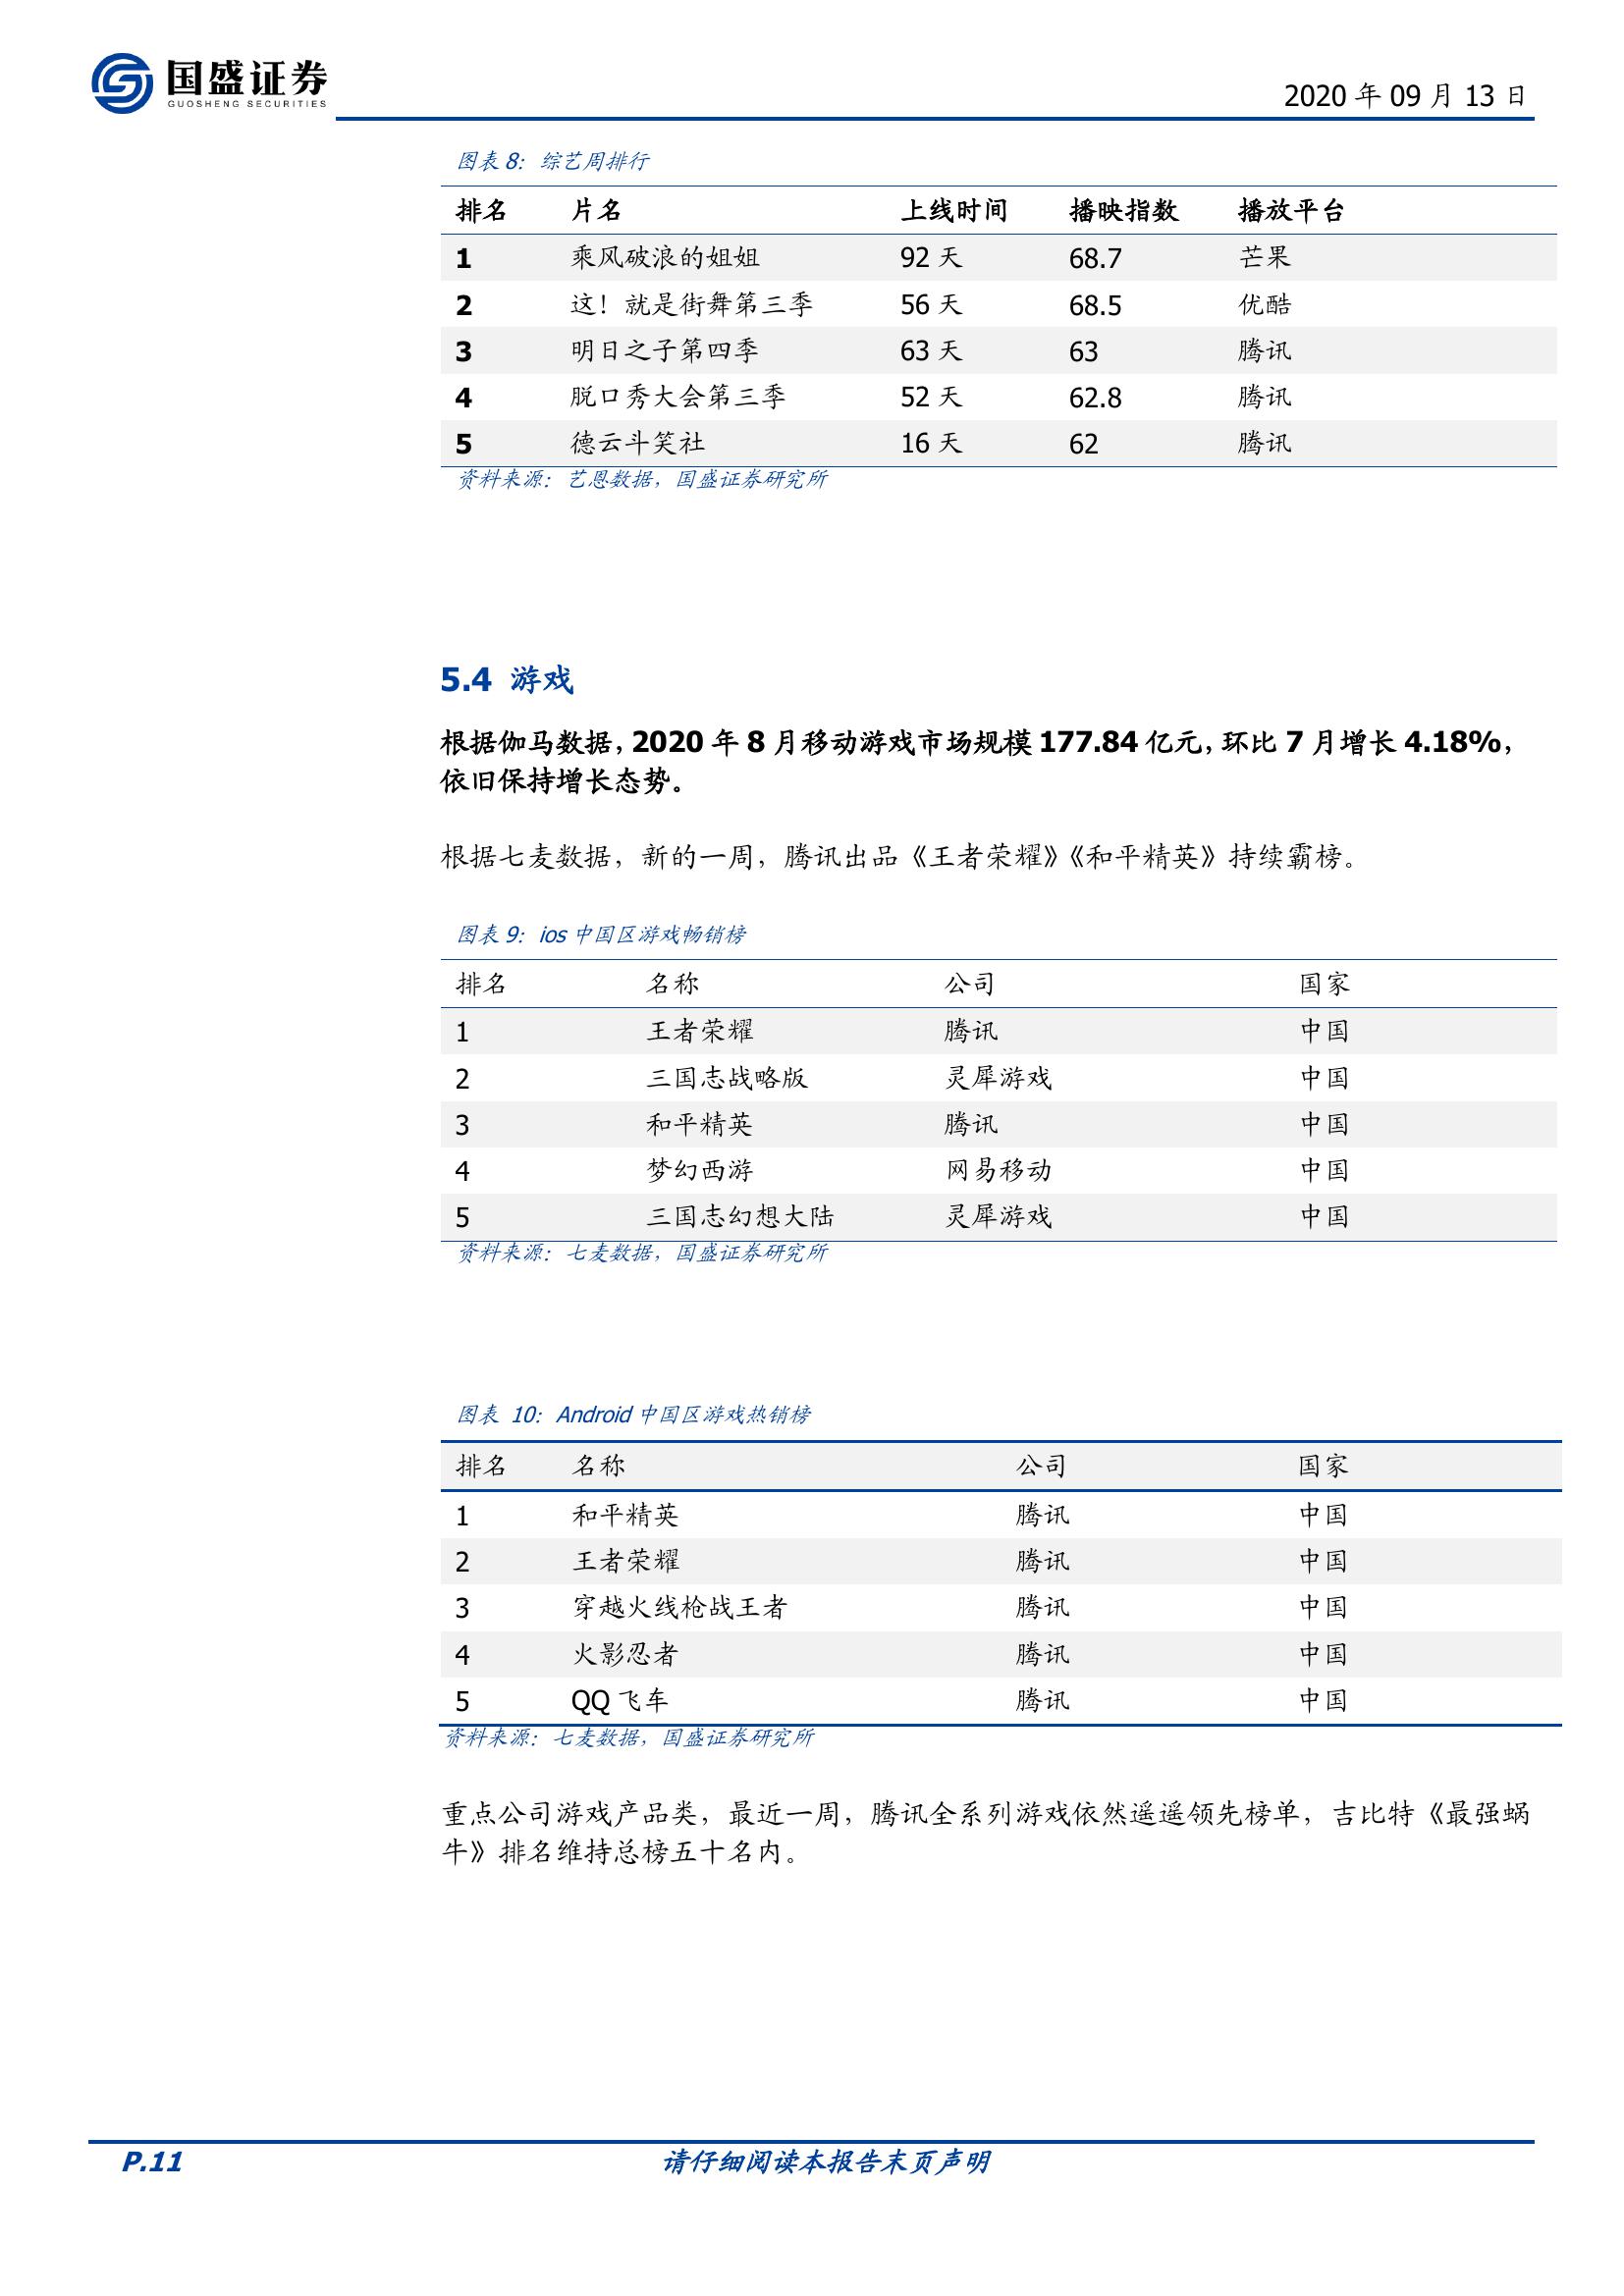 国盛证券
GUOSHENG SECURITIES
2020 年 09 月 13 日
图表 8：综艺周排行
排名 片名 上线时间 播映指数 播放平台
1 乘风破浪的姐姐 92 天 68.7 芒果
2 这！就是街舞第三季 56 天 68.5 优酷
3 明日之子第四季 63 天 63 腾讯
4 脱口秀大会第三季 52 天 62.8 腾讯
5 德云斗笑社 16 天 62 腾讯
资料来源：艺恩数据，国盛证券研究所
5.4 游戏
根据伽马数据，2020 年 8 月移动游戏市场规模 177.84 亿元，环比 7 月增长 4.18%，
依旧保持增长态势。
根据七麦数据，新的一周，腾讯出品《王者荣耀》《和平精英》持续霸榜。
图表 9：ios 中国区游戏畅销榜
排名 名称 公司 国家
1 王者荣耀 腾讯 中国
2 三国志战略版 灵犀游戏 中国
3 和平精英 腾讯 中国
4 梦幻西游 网易移动 中国
5 三国志幻想大陆 灵犀游戏 中国
资料来源：七麦数据，国盛证券研究所
图表 10：Android 中国区游戏热销榜
排名 名称 公司 国家
1 和平精英 腾讯 中国
2 王者荣耀 腾讯 中国
3 穿越火线枪战王者 腾讯 中国
4 火影忍者 腾讯 中国
5 QQ 飞车 腾讯 中国
资料来源：七麦数据，国盛证券研究所
重点公司游戏产品类，最近一周，腾讯全系列游戏依然遥遥领先榜单，吉比特《最强蜗
牛》排名维持总榜五十名内。
P.11 请仔细阅读本报告末页声明